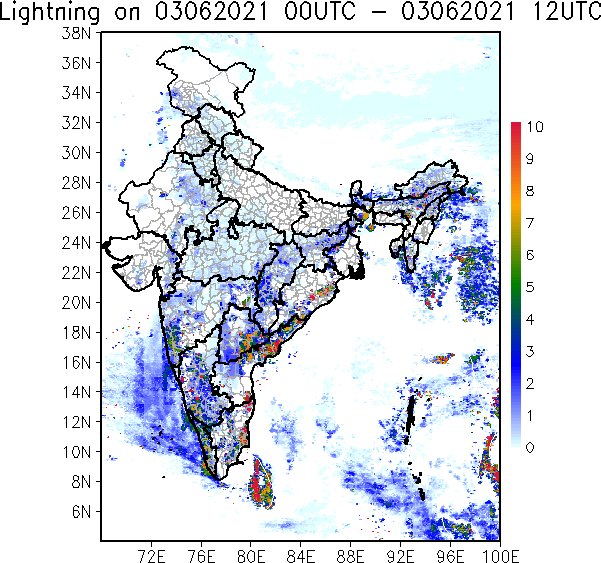 Lightning on 03062021 00UTC – 03062021 12UTC
38N
36N
34N
32N
30N
28N
26N
24N
22N
20N
18N
16N
14N
12N
10N
8N
6N
72E 76E 80E 84E 88E 92E 96E 100E
10
9
8
7
6
5
4
3
2
1
0